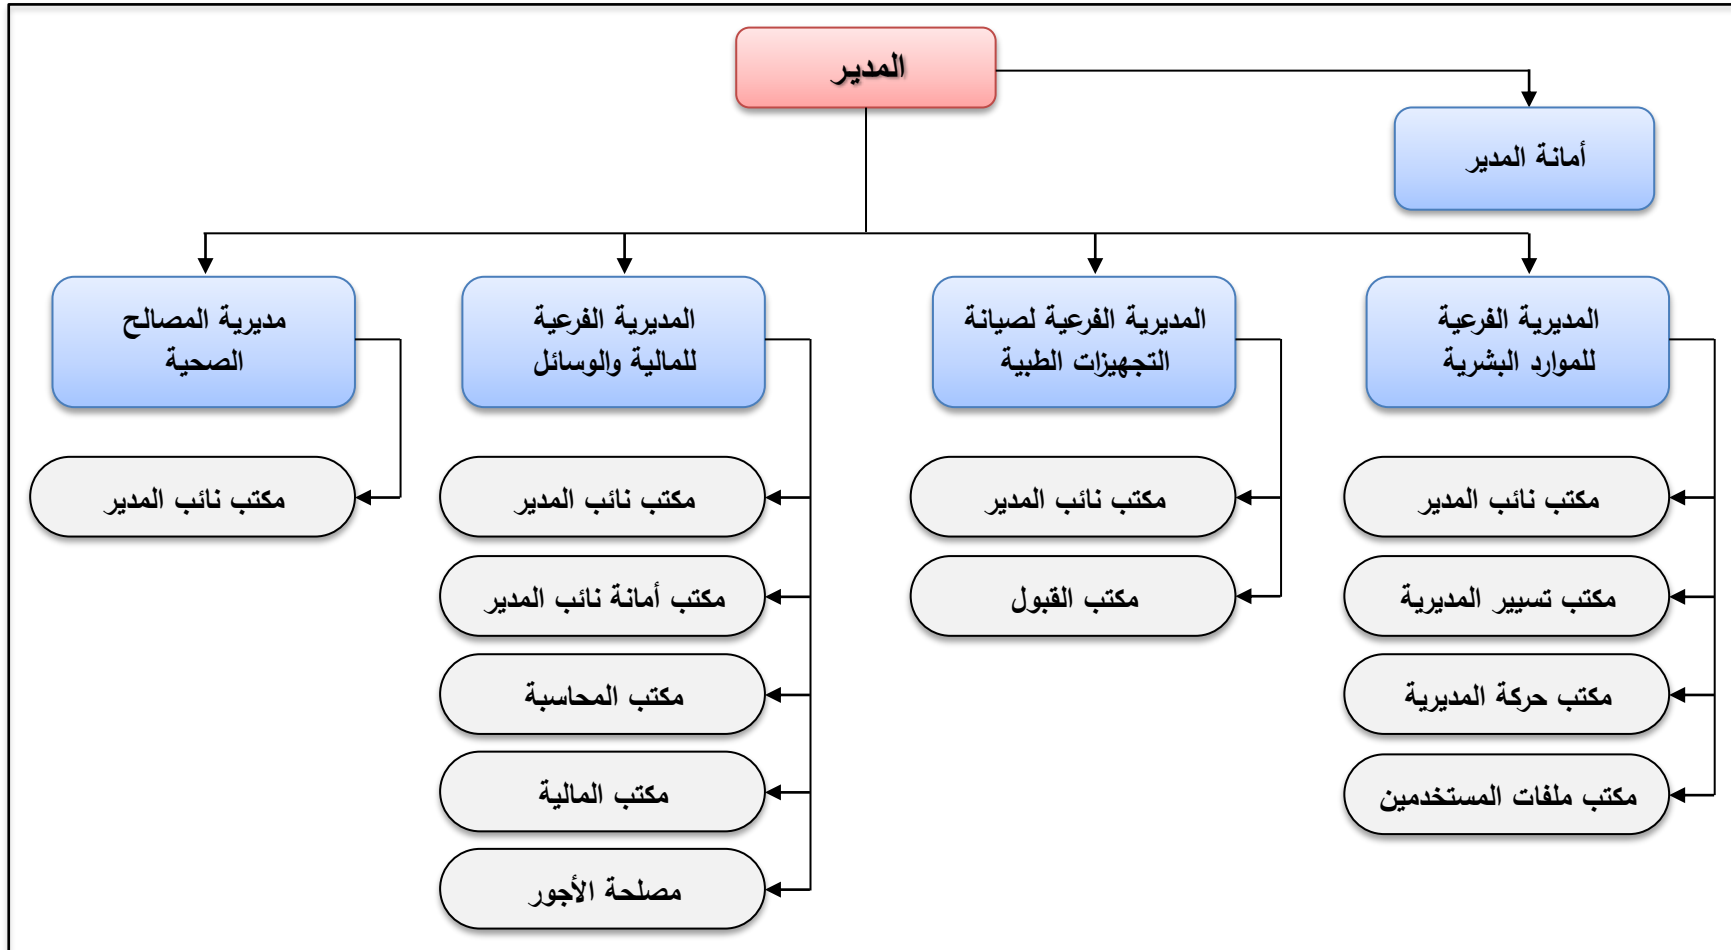 المدير
أمانة المدير
المديرية الفرعية
للموارد البشرية
المديرية الفرعية لصيانة
التجهيزات الطبية
المديرية الفرعية
للمالية والوسائل
مديرية المصالح
الصحية
مكتب نائب المدير
مكتب تسيير المديرية
مكتب حركة المديرية
مكتب ملفات المستخدمين
مكتب نائب المدير
مكتب القبول
مكتب نائب المدير
مكتب أمانة نائب المدير
مكتب المحاسبة
مكتب المالية
مصلحة الأجور
مكتب نائب المدير